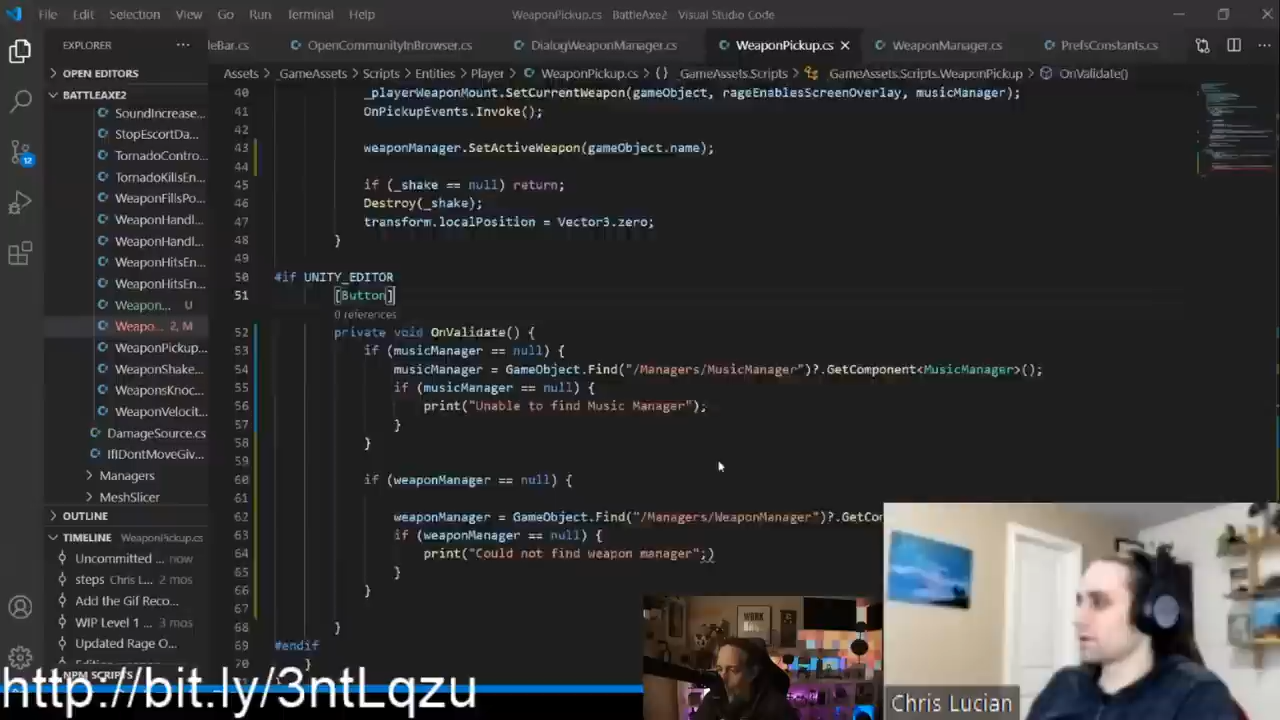 File Edit Selection View Go Run Terminal Help WeaponPickup.cs BattleAxe2 Visual Studio Code
EXPLORER
leBar.cs OpenCommunityInBrowser.cs DialogWeaponManager.cs WeaponPickup.cs WeaponManager.cs PrefsConstants.cs
OPEN EDITORS
Assets > _GameAssets > Scripts > Entities > Player > WeaponPickup.cs > {} _GameAssets.Scripts > _GameAssets.Scripts.WeaponPickup > OnValidate()
BATTLEAXE2
SoundIncrease...
StopEscortDa...
TornadoContro...
TornadoKillsEn...
WeaponFillsPo...
WeaponHandl...
WeaponHandl...
WeaponHitsEn...
WeaponHitsEn...
Weapon... U
Weapo... 2, M
WeaponPickup...
WeaponShake...
WeaponsKnoc...
WeaponVelocit...
DamageSource.cs
IfIDontMoveGiv...
Managers
MeshSlicer
OUTLINE
TIMELINE WeaponPickup.cs
Uncommitted ... now
steps Chris L... 2 mos
Add the Gif Reco...
WIP Level 1 ... 3 mos
Updated Rage O...
NPM SCRIPTS
12
40 _playerWeaponMount.SetCurrentWeapon(gameObject, rageEnablesScreenOverlay, musicManager);
41 OnPickupEvents.Invoke();
42
43 weaponManager.SetActiveWeapon(gameObject.name);
44
45 if (_shake == null) return;
46 Destroy(_shake);
47 transform.localPosition = Vector3.zero;
48 }
49
50 #if UNITY_EDITOR
51 [Button]
0 references
52 private void OnValidate() {
53 if (musicManager == null) {
54 musicManager = GameObject.Find("/Managers/MusicManager")?.GetComponent<MusicManager>();
55 if (musicManager == null) {
56 print("Unable to find Music Manager");
57 }
58 }
59
60 if (weaponManager == null) {
61
62 weaponManager = GameObject.Find("/Managers/WeaponManager")?.GetCo
63 if (weaponManager == null) {
64 print("Could not find weapon manager";)
65 }
66 }
67
68 }
69 #endif
70 }
http://bit.ly/3ntLqzu
Chris Lucian